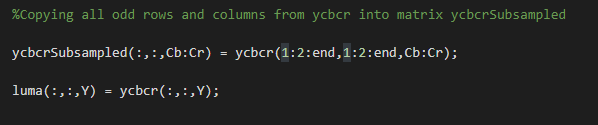 %Copying all odd rows and columns from ycbcr into matrix ycbcrSubsampled
ycbcrSubsampled(:,:,Cb:Cr) = ycbcr(1:2:end,1:2:end,Cb:Cr);
luma(:,:,Y) = ycbcr(:,:,Y);